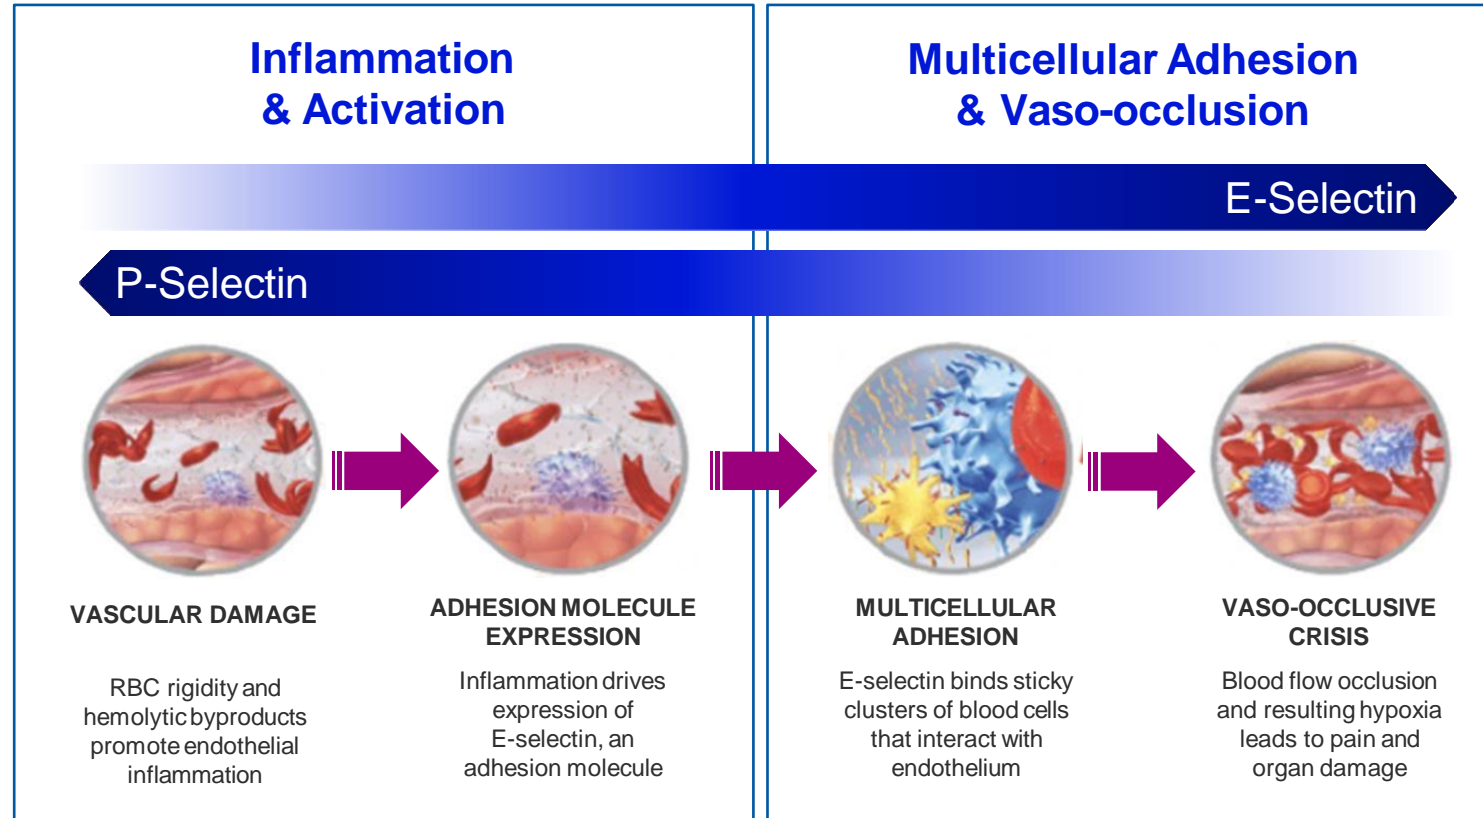 Inflammation
& Activation
Multicellular Adhesion
& Vaso-occlusion
E-Selectin
P-Selectin
VASCULAR DAMAGE
RBC rigidity and
hemolytic byproducts
promote endothelial
inflammation
ADHESION MOLECULE
EXPRESSION
Inflammation drives
expression of
E-selectin, an
adhesion molecule
MULTICELLULAR
ADHESION
E-selectin binds sticky
clusters of blood cells
that interact with
endothelium
VASO-OCCLUSIVE
CRISIS
Blood flow occlusion
and resulting hypoxia
leads to pain and
organ damage